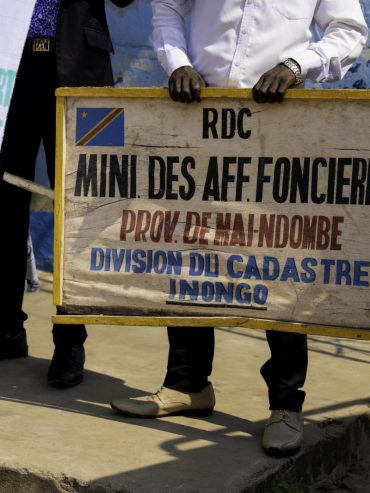 RDC
MINI. DES AFF. FONCIER
PROV. DE MAI-NDOMBE
DIVISION DU CADASTRE
INONGO